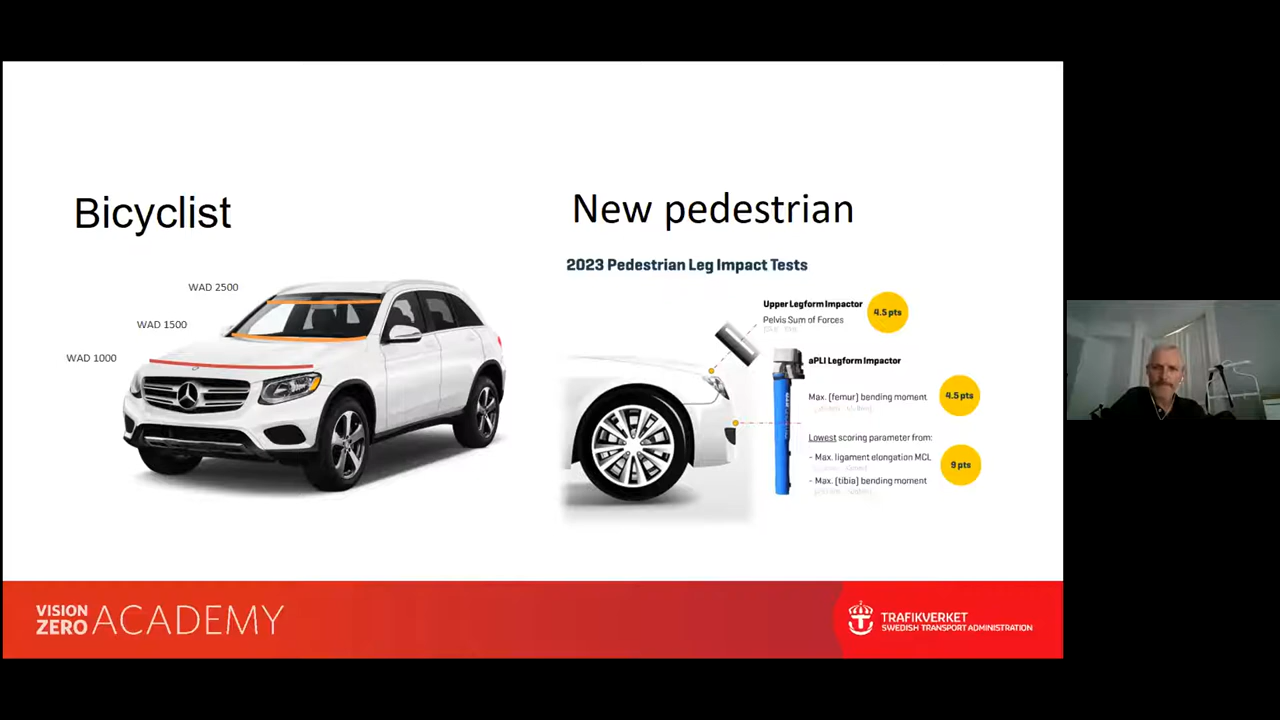 Bicyclist
WAD 2500
WAD 1500
WAD 1000
New pedestrian
2023 Pedestrian Leg Impact Tests
Upper Legform Impactor
4.5 pts
Pelvis Sum of Forces
aPLI Legform Impactor
Max. (femur) bending moment
4.5 pts
Lowest scoring parameter from:
- Max. ligament elongation MCL
9 pts
- Max. (tibia) bending moment
VISION
ZERO ACADEMY
TRAFIKVERKET
SWEDISH TRANSPORT ADMINISTRATION